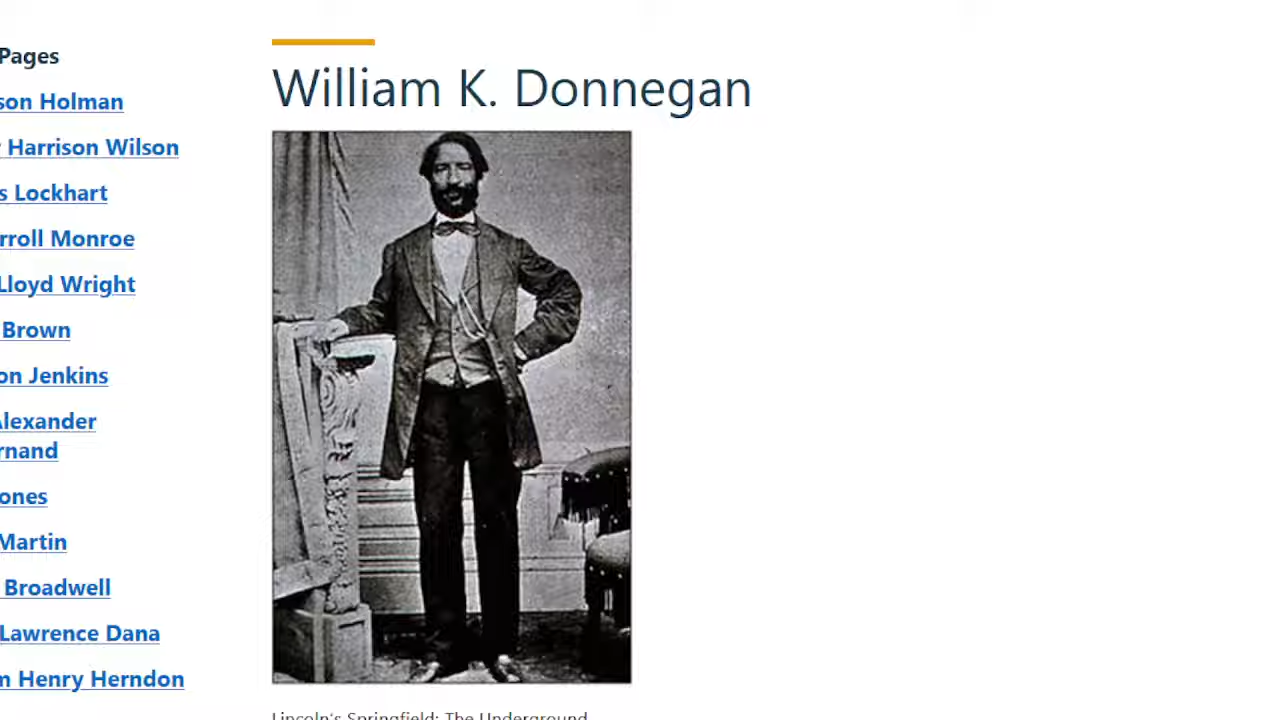 Pages
son Holman
Harrison Wilson
s Lockhart
rroll Monroe
Lloyd Wright
Brown
on Jenkins
Alexander
rnand
ones
Martin
Broadwell
Lawrence Dana
m Henry Herndon
William K. Donnegan
Lincoln's Springfield: The Underground